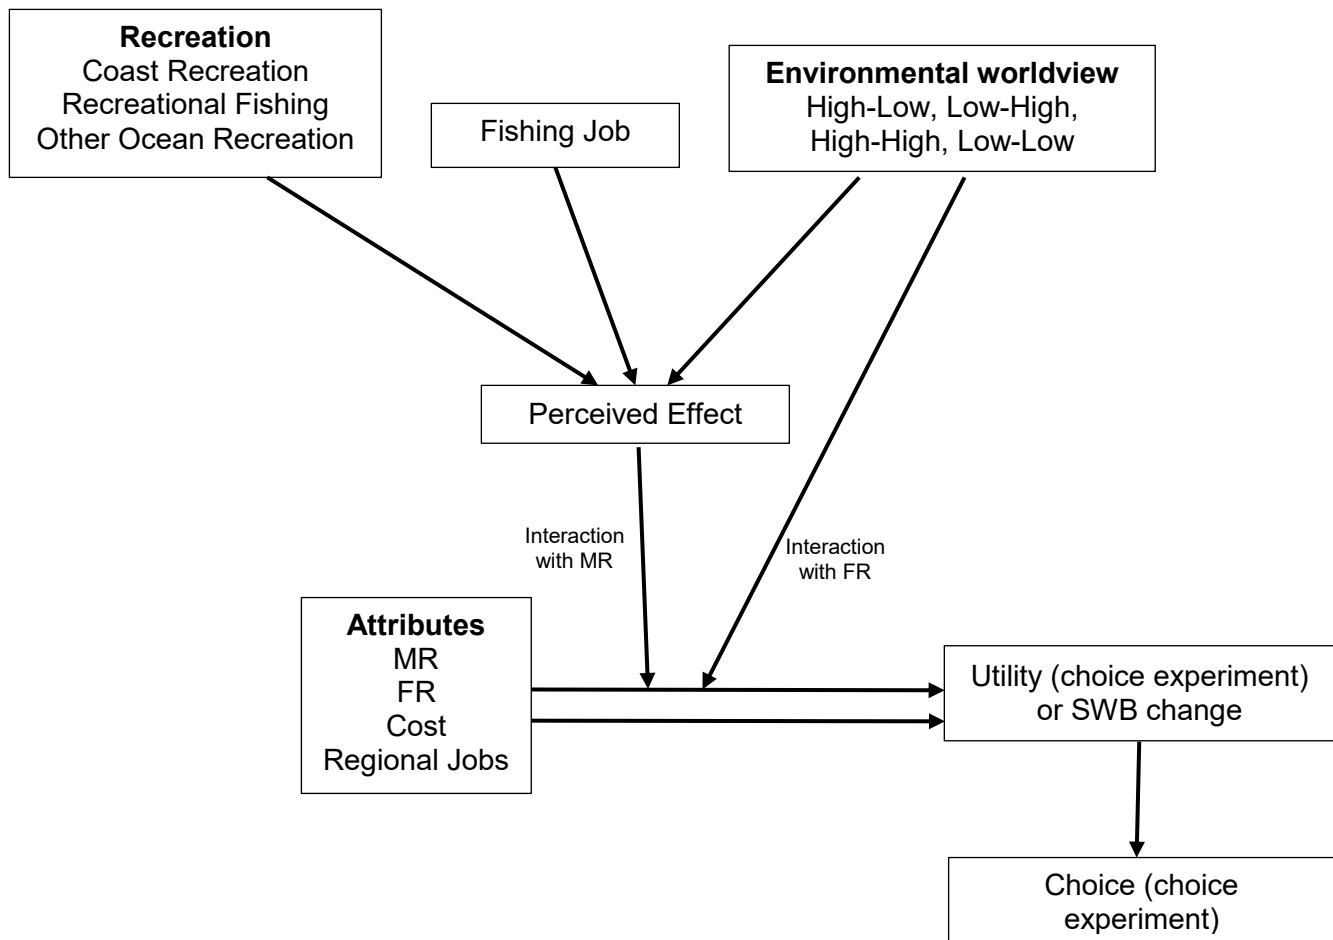 Recreation
Coast Recreation
Recreational Fishing
Other Ocean Recreation
Fishing Job
Environmental worldview
High-Low, Low-High,
High-High, Low-Low
Perceived Effect
Interaction
with MR
Interaction
with FR
Attributes
MR
FR
Cost
Regional Jobs
Utility (choice experiment)
or SWB change
Choice (choice
experiment)